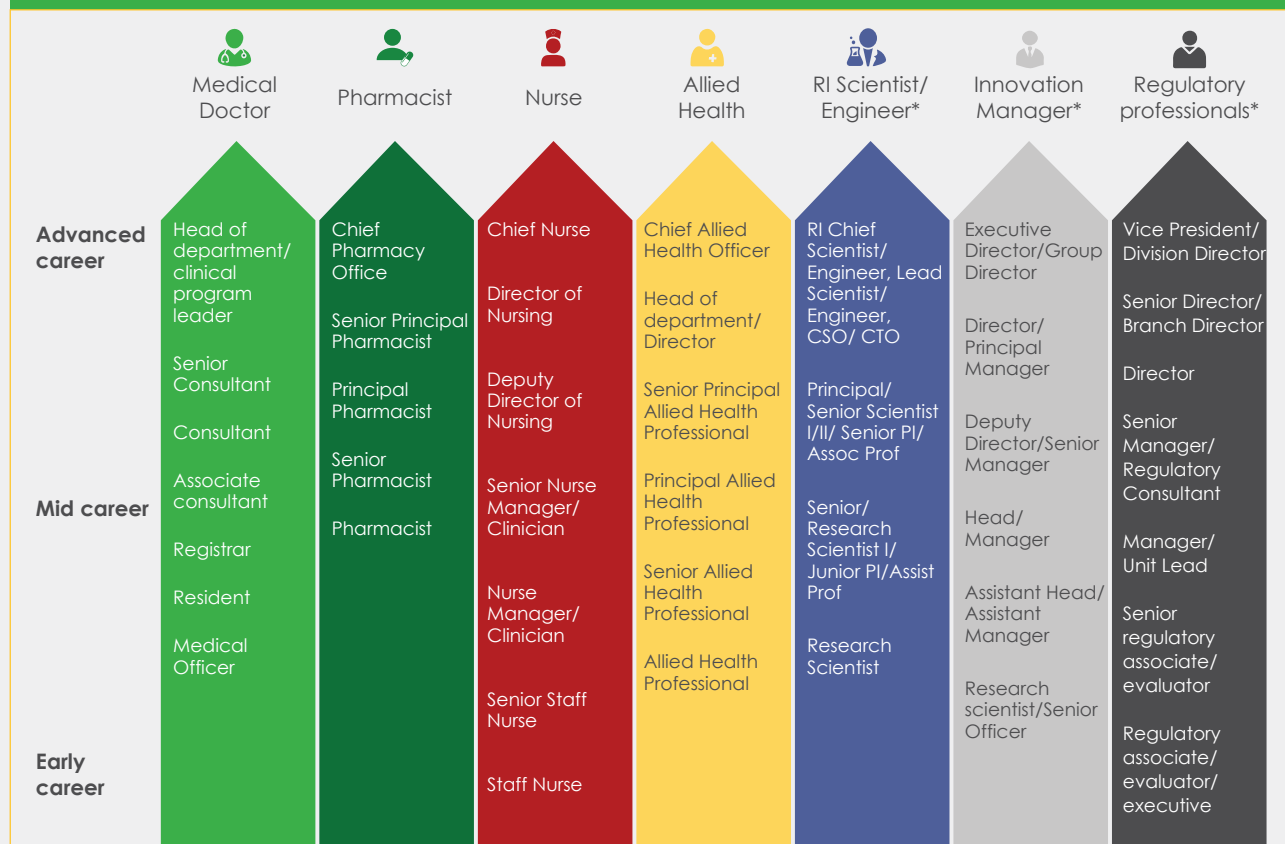 Medical
Doctor
Pharmacist
Nurse
Allied
Health
RI Scientist/
Engineer*
Innovation
Manager*
Regulatory
professionals*
Advanced
career
Mid career
Early
career
Head of
department/
clinical
program
leader
Senior
Consultant
Consultant
Associate
consultant
Registrar
Resident
Medical
Officer
Chief
Pharmacy
Office
Senior Principal
Pharmacist
Principal
Pharmacist
Senior
Pharmacist
Pharmacist
Chief Nurse
Director of
Nursing
Deputy
Director of
Nursing
Senior Nurse
Manager/
Clinician
Nurse
Manager/
Clinician
Senior Staff
Nurse
Staff Nurse
Chief Allied
Health Officer
Head of
department/
Director
Senior Principal
Allied Health
Professional
Principal Allied
Health
Professional
Senior Allied
Health
Professional
Allied Health
Professional
RI Chief
Scientist/
Engineer, Lead
Scientist/
Engineer,
CSO/ CTO
Principal/
Senior Scientist
I/II/ Senior PI/
Assoc Prof
Senior/
Research
Scientist I/
Junior PI/Assist
Prof
Research
Scientist
Executive
Director/Group
Director
Director/
Principal
Manager
Deputy
Director/Senior
Manager
Head/
Manager
Assistant Head/
Assistant
Manager
Research
scientist/Senior
Officer
Vice President/
Division Director
Senior Director/
Branch Director
Director
Senior
Manager/
Regulatory
Consultant
Manager/
Unit Lead
Senior
regulatory
associate/
evaluator
Regulatory
associate/
evaluator/
executive